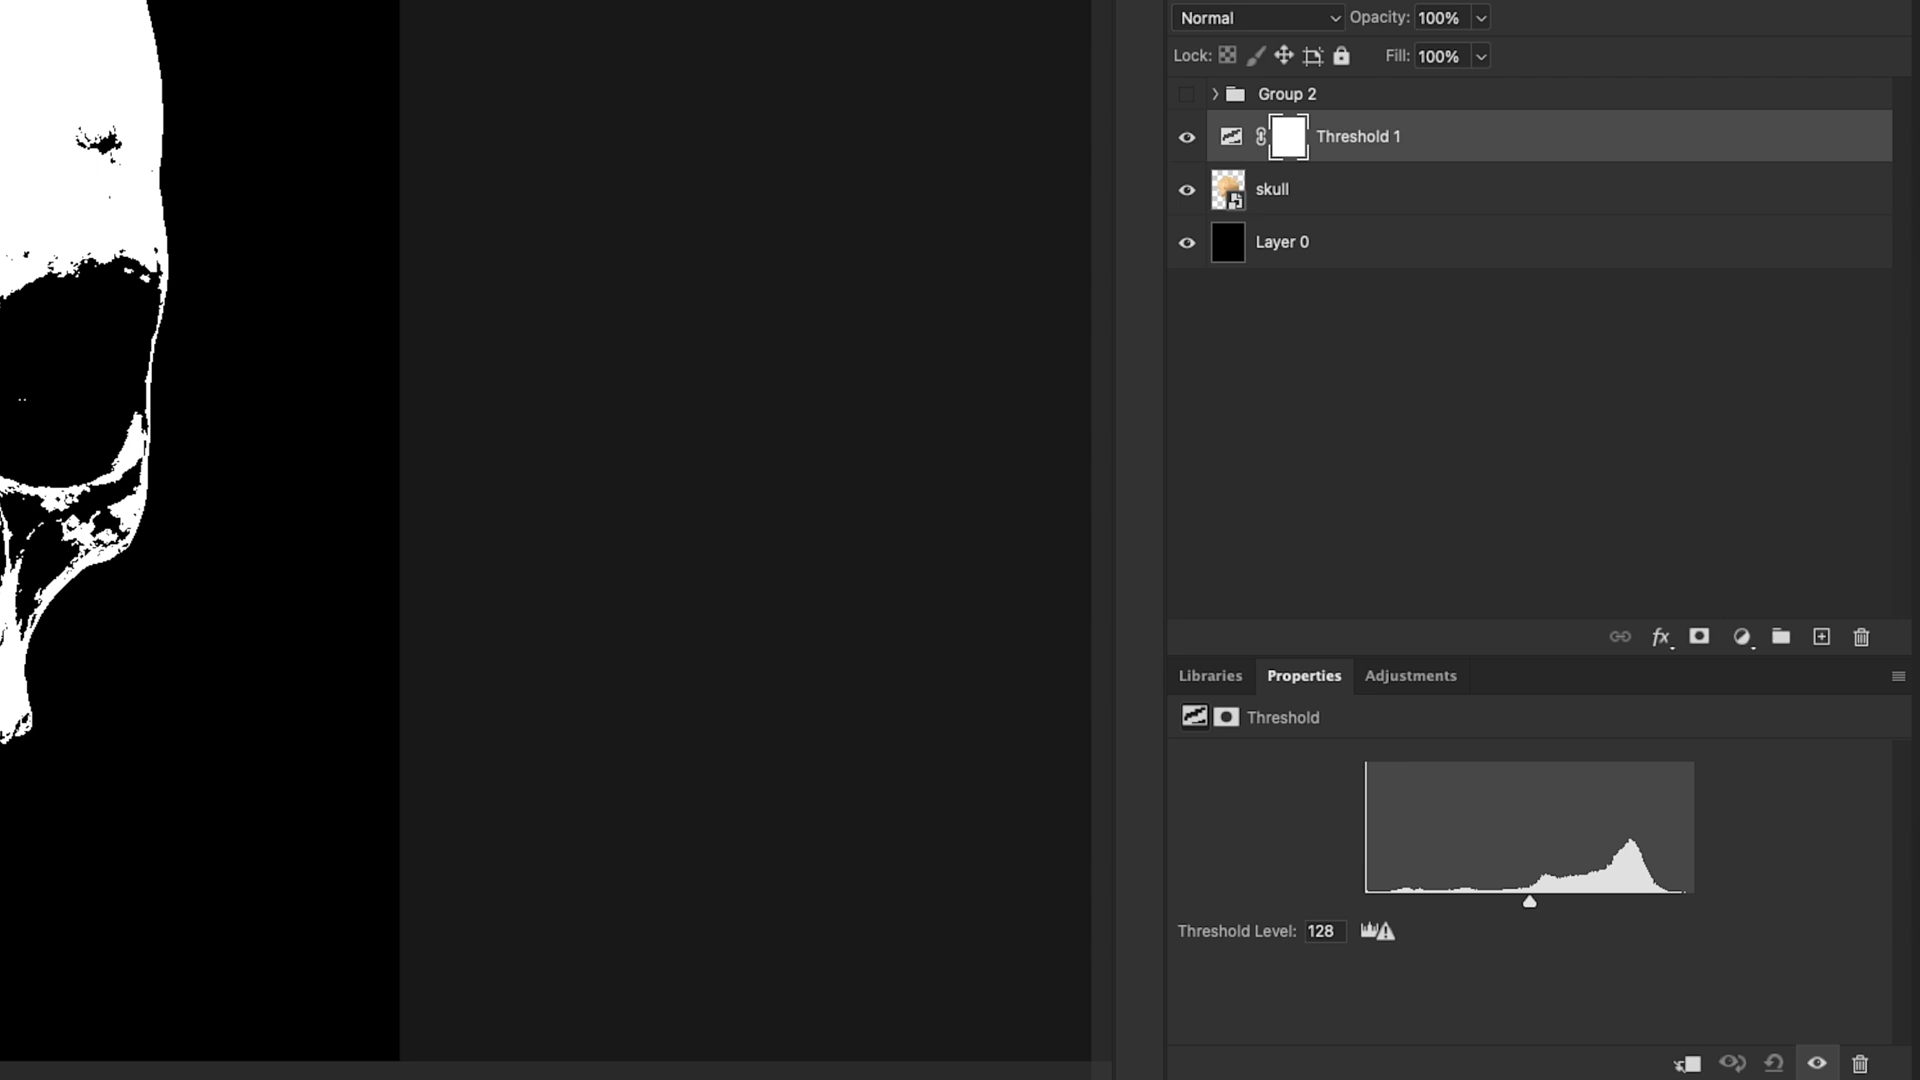 Normal Opacity: 100%
Lock: Fill: 100%
Group 2
Threshold 1
skull
Layer 0
fx
Libraries Properties Adjustments
Threshold
Threshold Level: 128